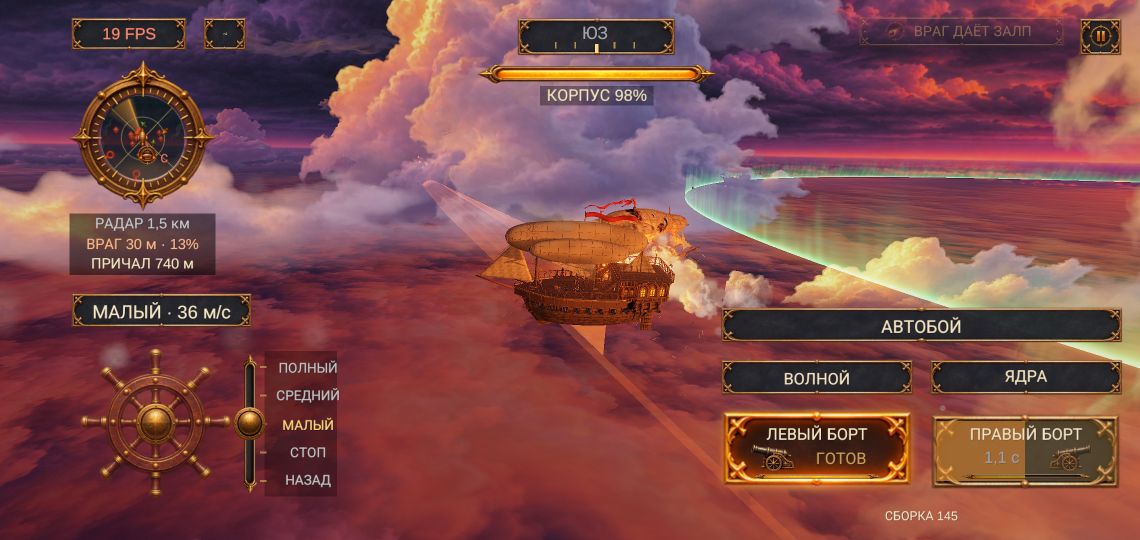 19 FPS
ЮЗ
ВРАГ ДАЁТ ЗАЛП
КОРПУС 98%
С
РАДАР 1,5 км
ВРАГ 30 м · 13%
ПРИЧАЛ 740 м
МАЛЫЙ · 36 м/с
ПОЛНЫЙ
СРЕДНИЙ
МАЛЫЙ
СТОП
НАЗАД
АВТОБОЙ
ВОЛНОЙ
ЯДРА
ЛЕВЫЙ БОРТ
ГОТОВ
ПРАВЫЙ БОРТ
1,1 с
СБОРКА 145